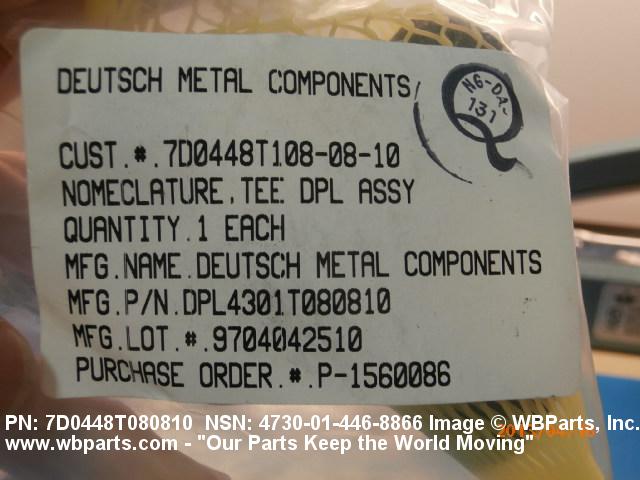 DEUTSCH METAL COMPONENTS
131
CUST.#.7D0448T108-08-10
NOMECLATURE.TEE DPL ASSY
QUANTITY.1 EACH
MFG.NAME.DEUTSCH METAL COMPONENTS
MFG.P/N.DPL4301T080810
MFG.LOT.#.9704042510
PURCHASE ORDER.#.P-1560086
PN: 7D0448T080810 NSN: 4730-01-446-8866 Image © WBParts, Inc.
www.wbparts.com - "Our Parts Keep the World Moving"